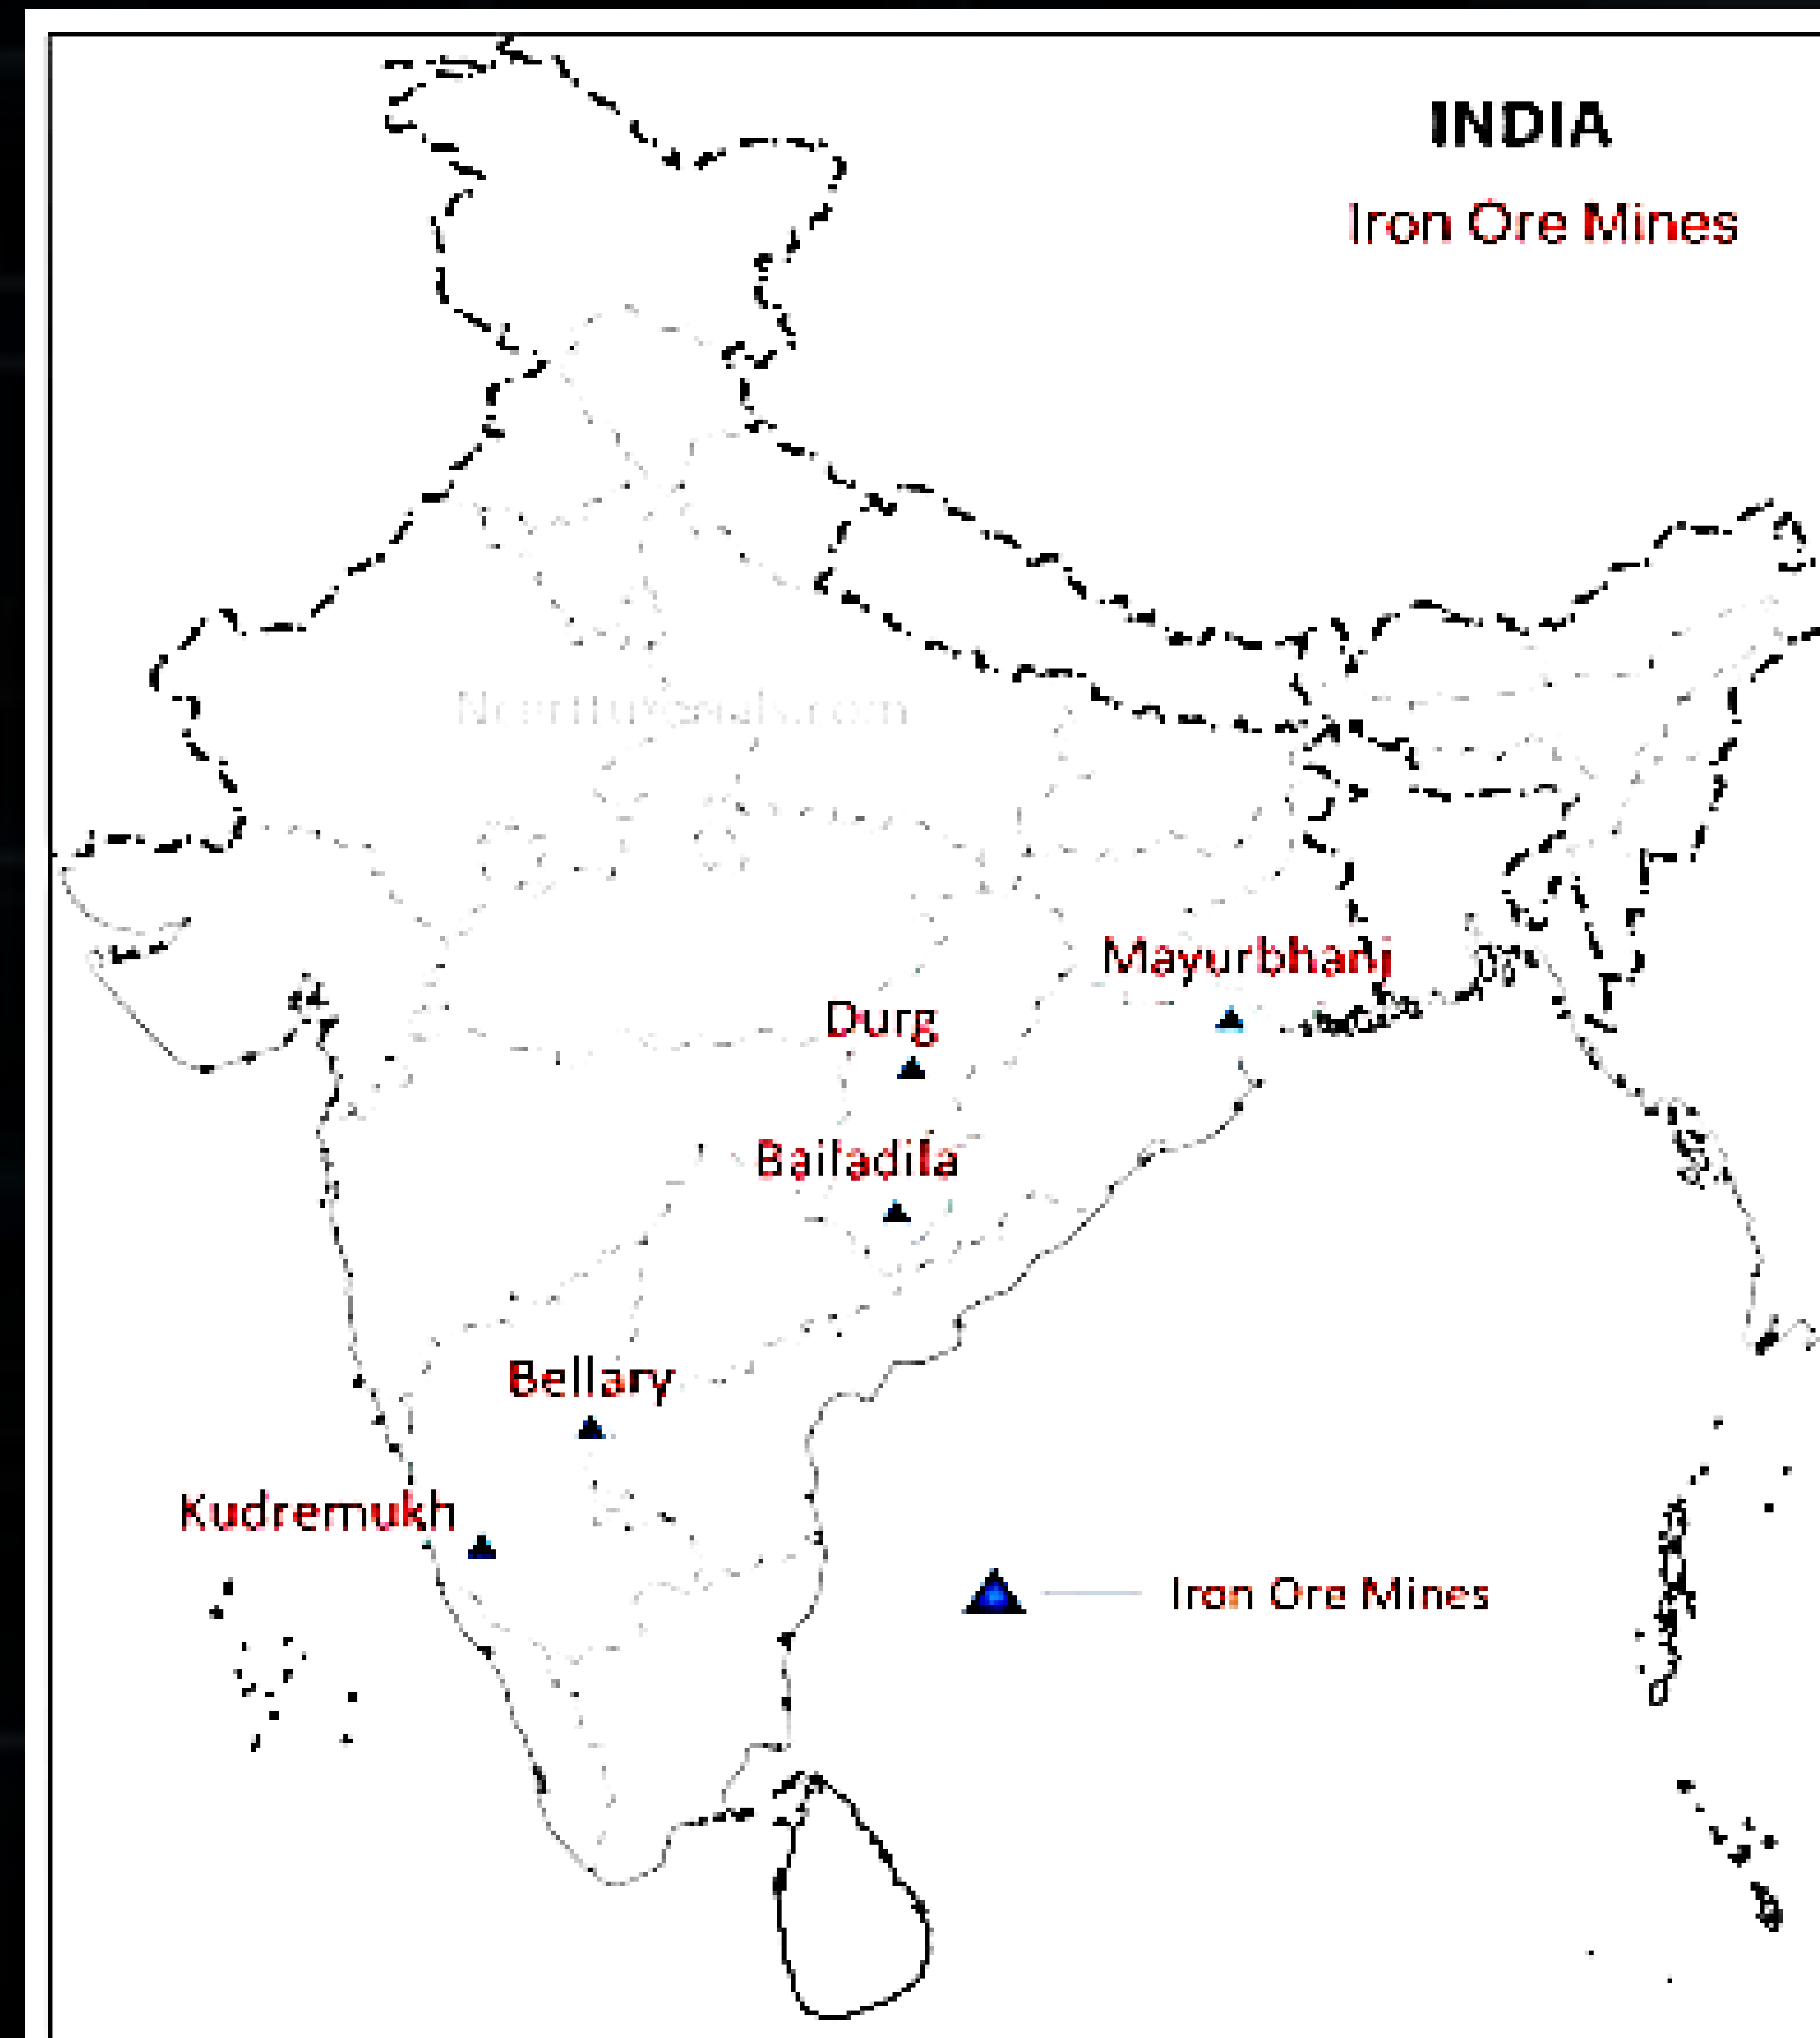 INDIA
Iron Ore Mines
Mayurbhanj
Durg
Bailadila
Bellary
Kudremukh
Iron Ore Mines